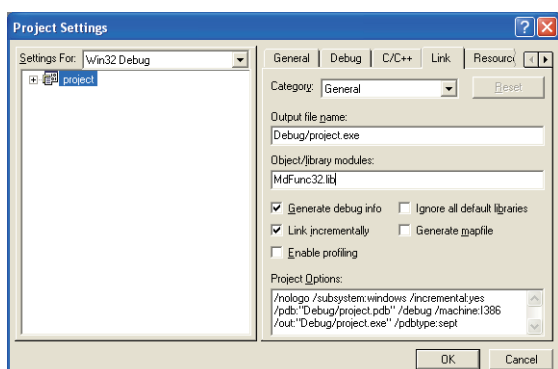 Project Settings
Settings For: Win32 Debug
project
General Debug C/C++ Link Resourc
Category: General Reset
Output file name:
Debug/project.exe
Object/library modules:
MdFunc32.lib
Generate debug info Ignore all default libraries
Link incrementally Generate mapfile
Enable profiling
Project Options:
/nologo /subsystem:windows /incremental:yes
/pdb:"Debug/project.pdb" /debug /machine:I386
/out:"Debug/project.exe" /pdbtype:sept
OK Cancel